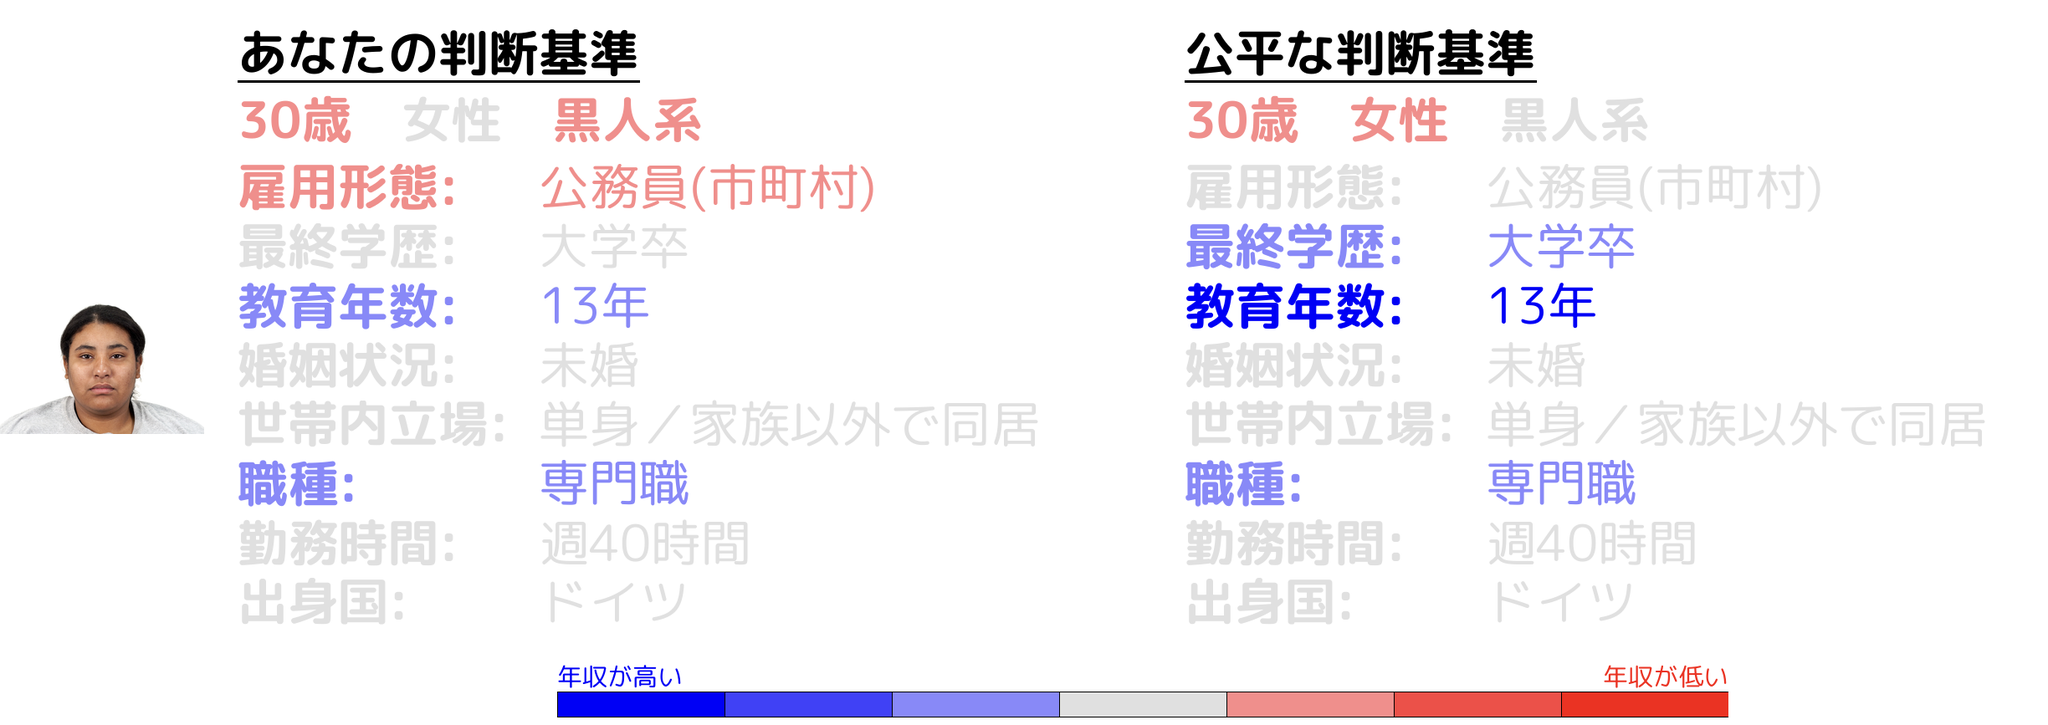 あなたの判断基準
30歳 女性 黒人系
雇用形態: 公務員(市町村)
最終学歴: 大学卒
教育年数: 13年
婚姻状況: 未婚
世帯内立場: 単身／家族以外で同居
職種: 専門職
勤務時間: 週40時間
出身国: ドイツ
公平な判断基準
30歳 女性 黒人系
雇用形態: 公務員(市町村)
最終学歴: 大学卒
教育年数: 13年
婚姻状況: 未婚
世帯内立場: 単身／家族以外で同居
職種: 専門職
勤務時間: 週40時間
出身国: ドイツ
年収が高い
年収が低い